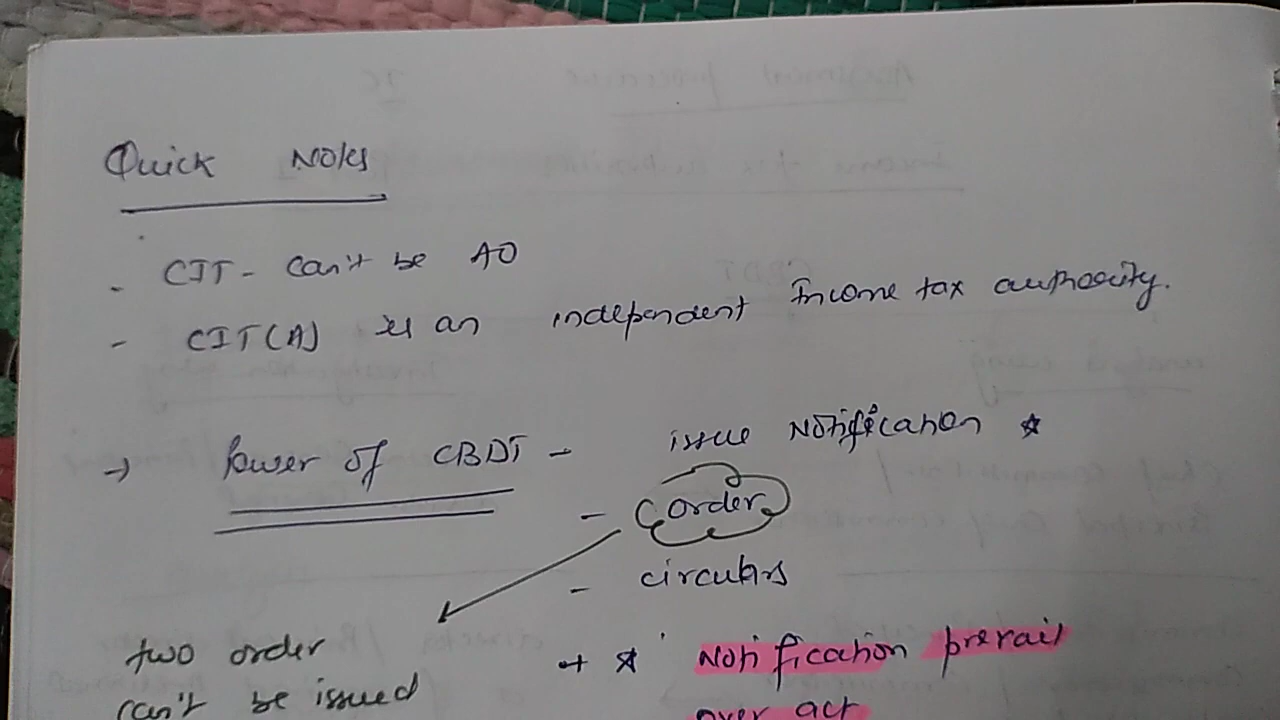 Quick Notes
- CIT - can't be AO
- CIT(A) is an independent Income tax authority.
→ Power of CBDT - issue Notification ☆
- order
- circulars
two order
can't be issued
→ ☆ Notification prevail
over act